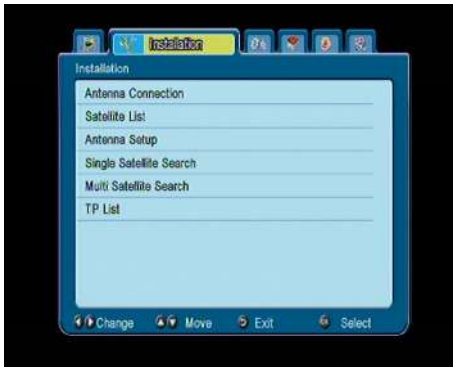 Installation
Installation
Antenna Connection
Satellite List
Antenna Setup
Single Satellite Search
Multi Satellite Search
TP List
Change Move Exit Select